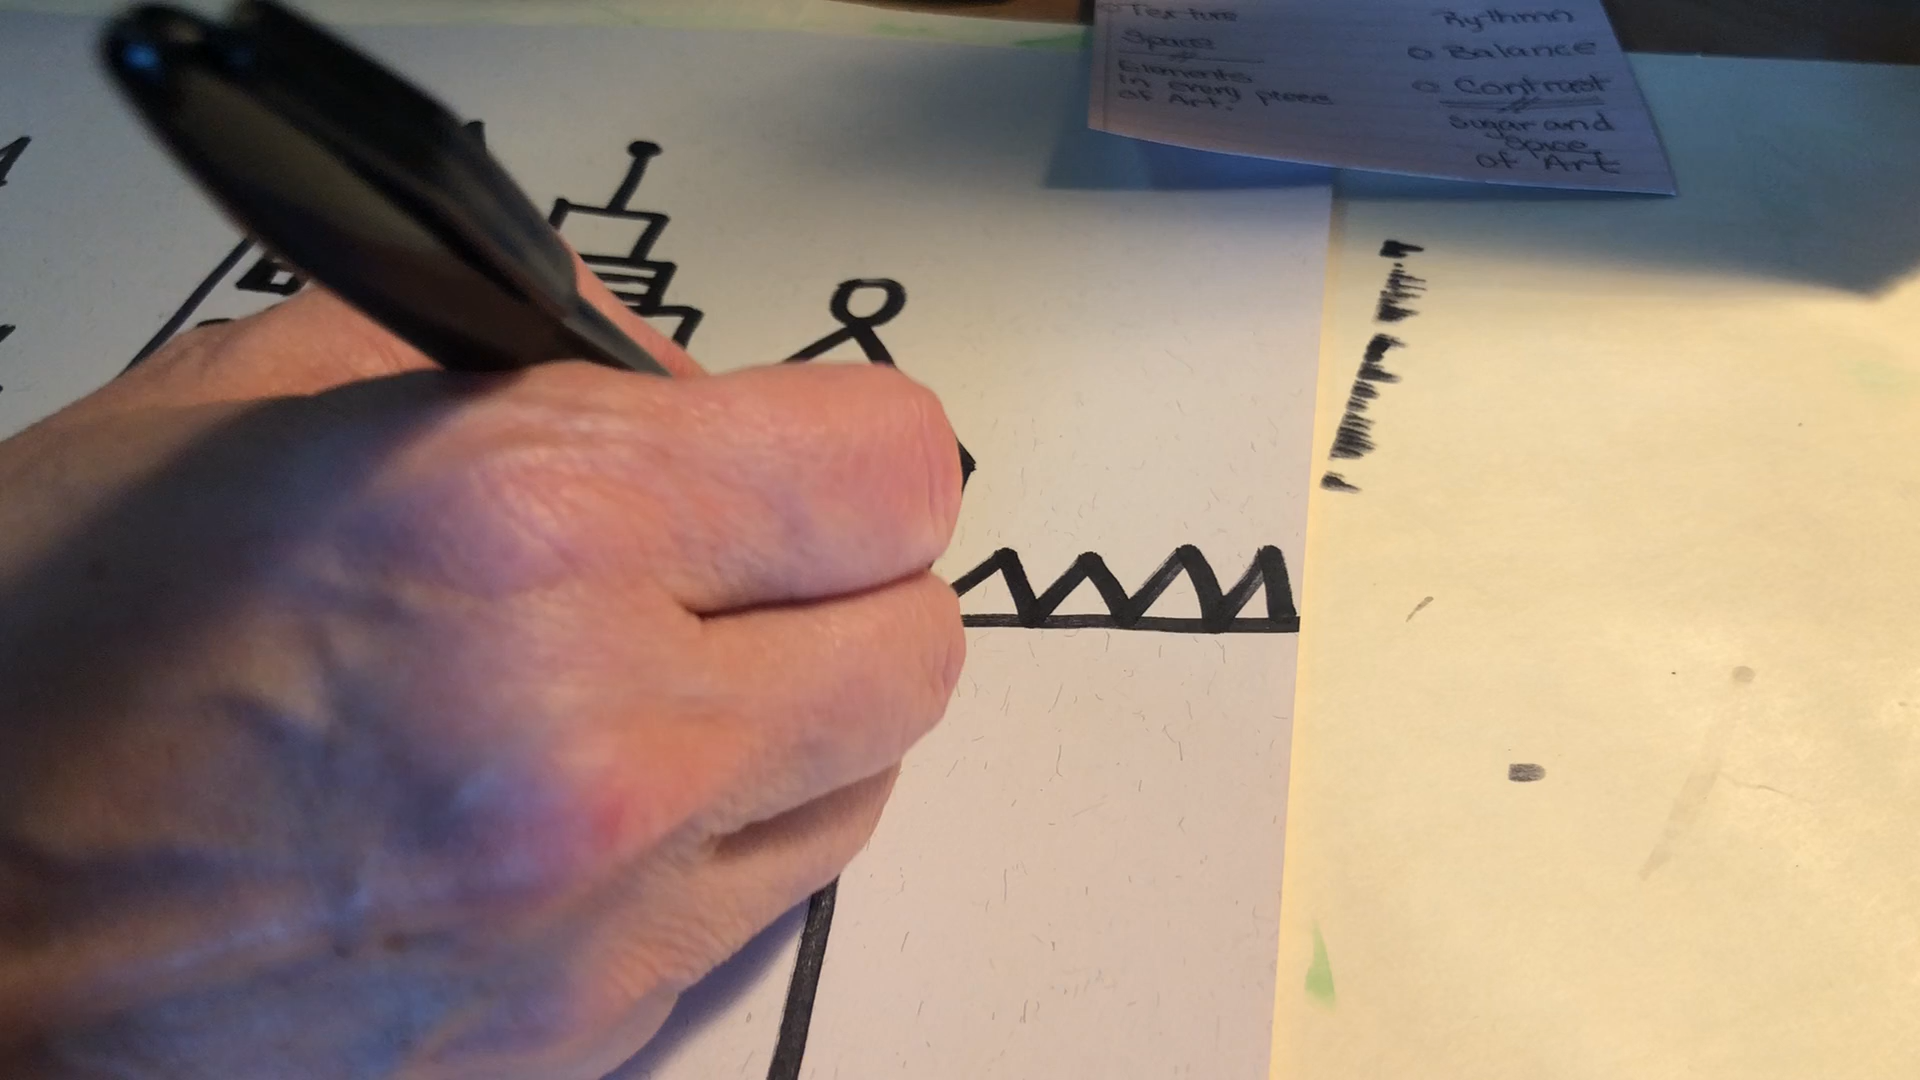 Texture
Space
Elements
in every piece
of Art.
Rythmn
Balance
Contrast
Sugar and
Spice
of Art